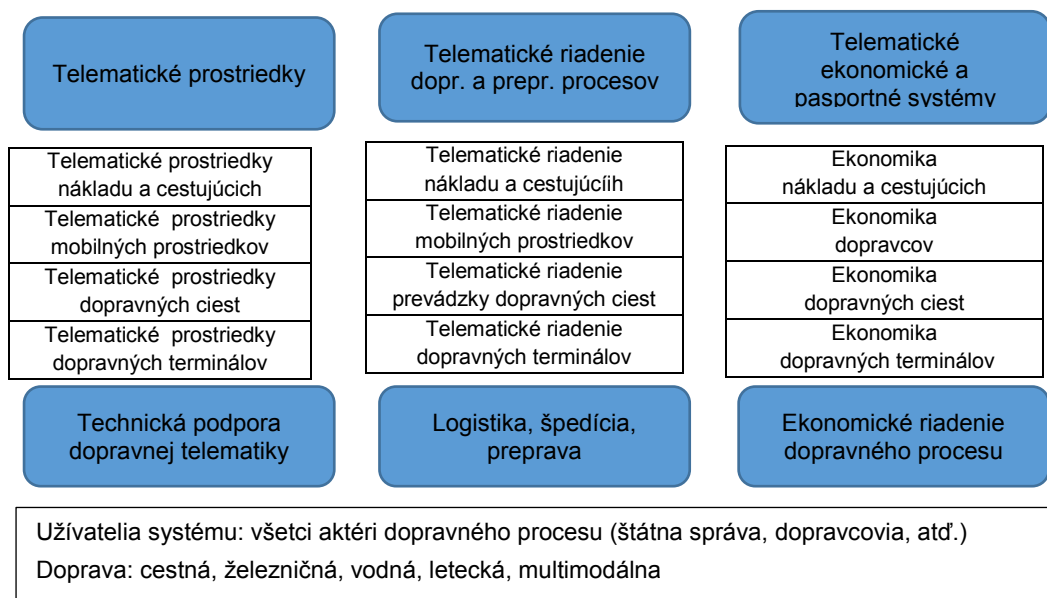 Telematické prostriedky
Telematické riadenie
dopr. a prepr. procesov
Telematické
ekonomické a
pasportné systémy
Telematické prostriedky
nákladu a cestujúcich
Telematické prostriedky
mobilných prostriedkov
Telematické prostriedky
dopravných ciest
Telematické prostriedky
dopravných terminálov
Telematické riadenie
nákladu a cestujúcíih
Telematické riadenie
mobilných prostriedkov
Telematické riadenie
prevádzky dopravných ciest
Telematické riadenie
dopravných terminálov
Ekonomika
nákladu a cestujúcich
Ekonomika
dopravcov
Ekonomika
dopravných ciest
Ekonomika
dopravných terminálov
Technická podpora
dopravnej telematiky
Logistika, špedícia,
preprava
Ekonomické riadenie
dopravného procesu
Užívatelia systému: všetci aktéri dopravného procesu (štátna správa, dopravcovia, atď.)
Doprava: cestná, železničná, vodná, letecká, multimodálna